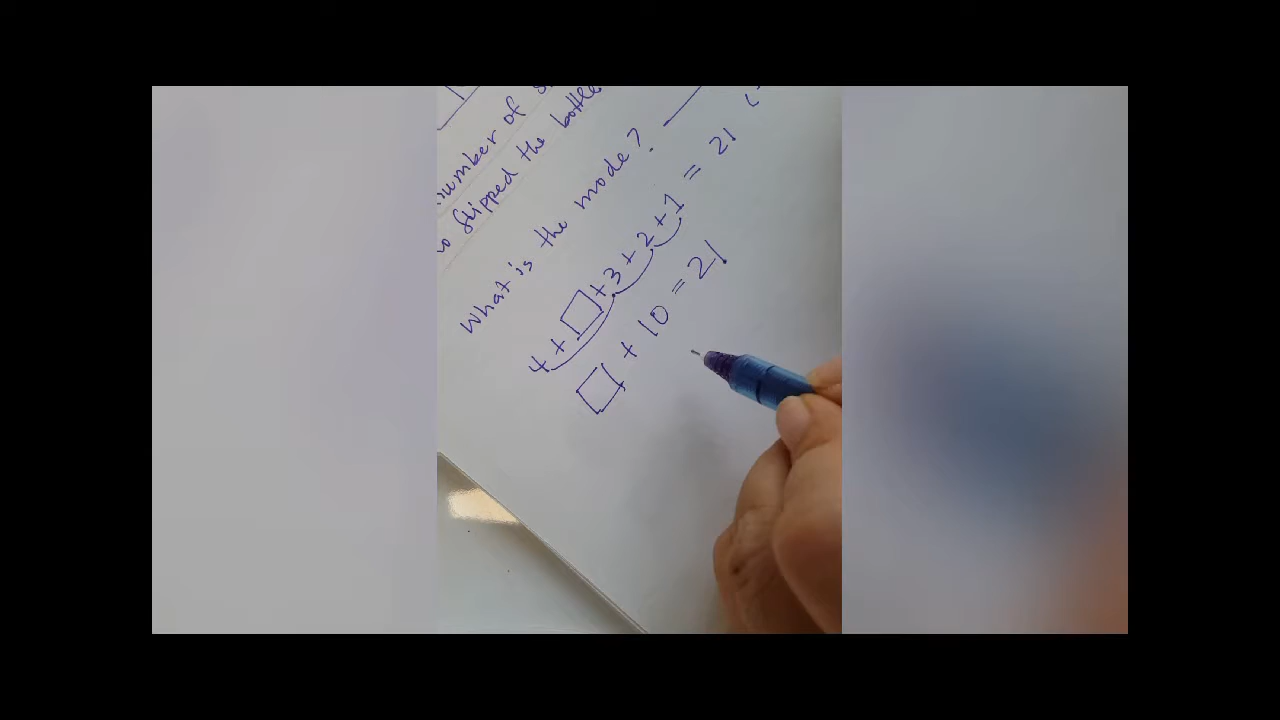 number of
flipped the bottle
What is the mode?
4 + □ + 3 + 2 + 1 = 21
□ + 10 = 21